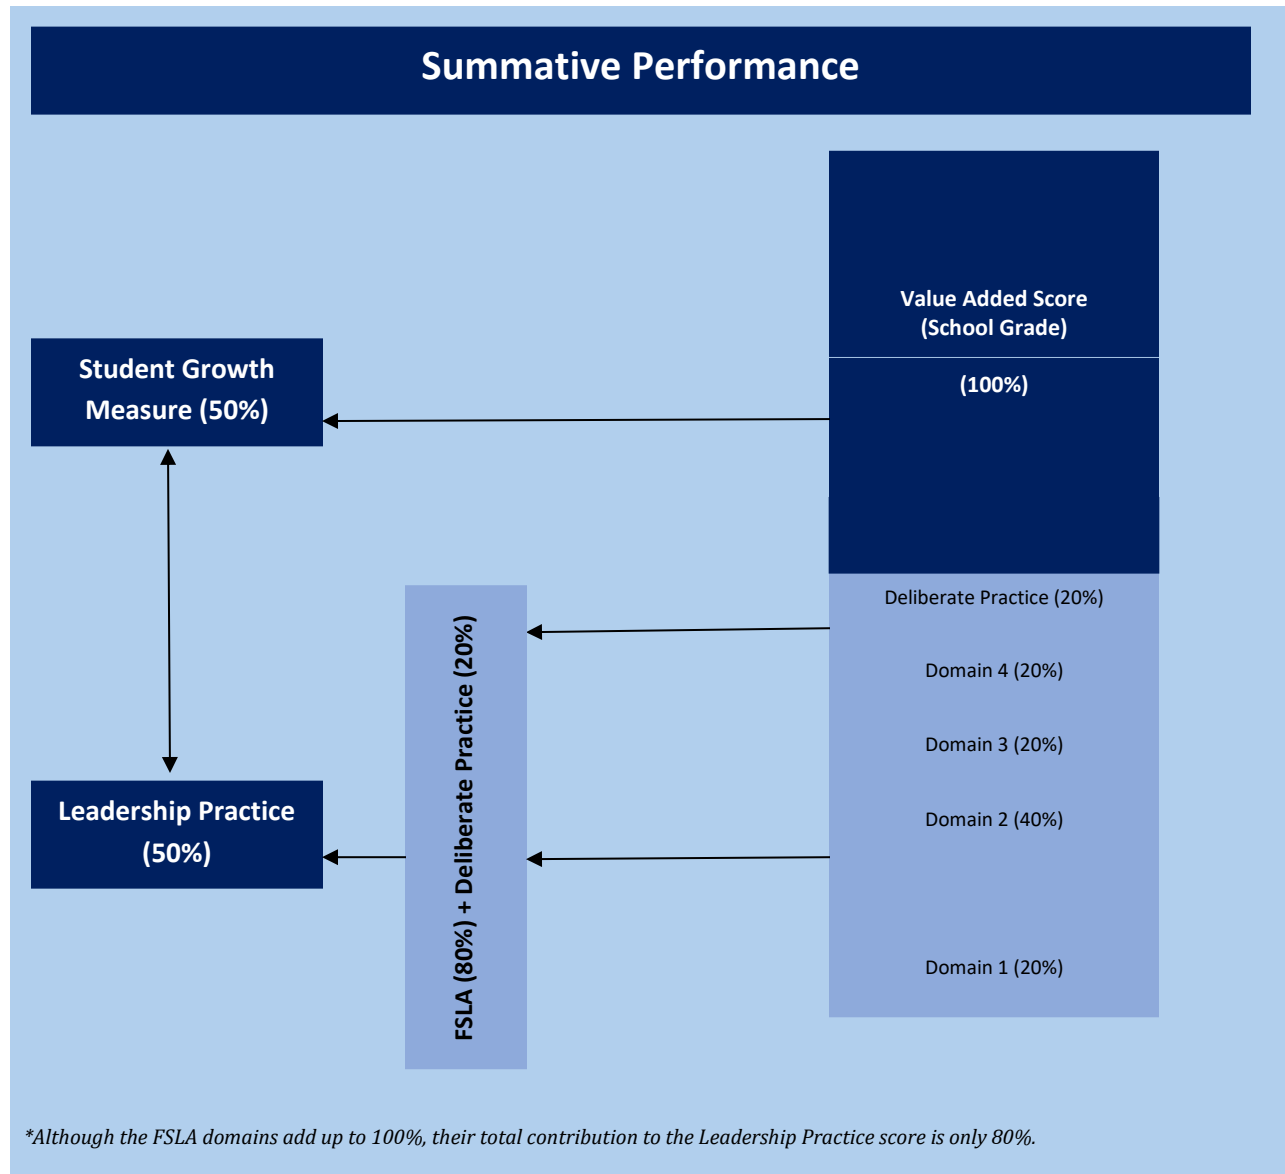 Summative Performance
Value Added Score
(School Grade)
(100%)
Student Growth
Measure (50%)
Deliberate Practice (20%)
Domain 4 (20%)
Domain 3 (20%)
Domain 2 (40%)
Domain 1 (20%)
FSLA (80%) + Deliberate Practice (20%)
Leadership Practice
(50%)
*Although the FSLA domains add up to 100%, their total contribution to the Leadership Practice score is only 80%.